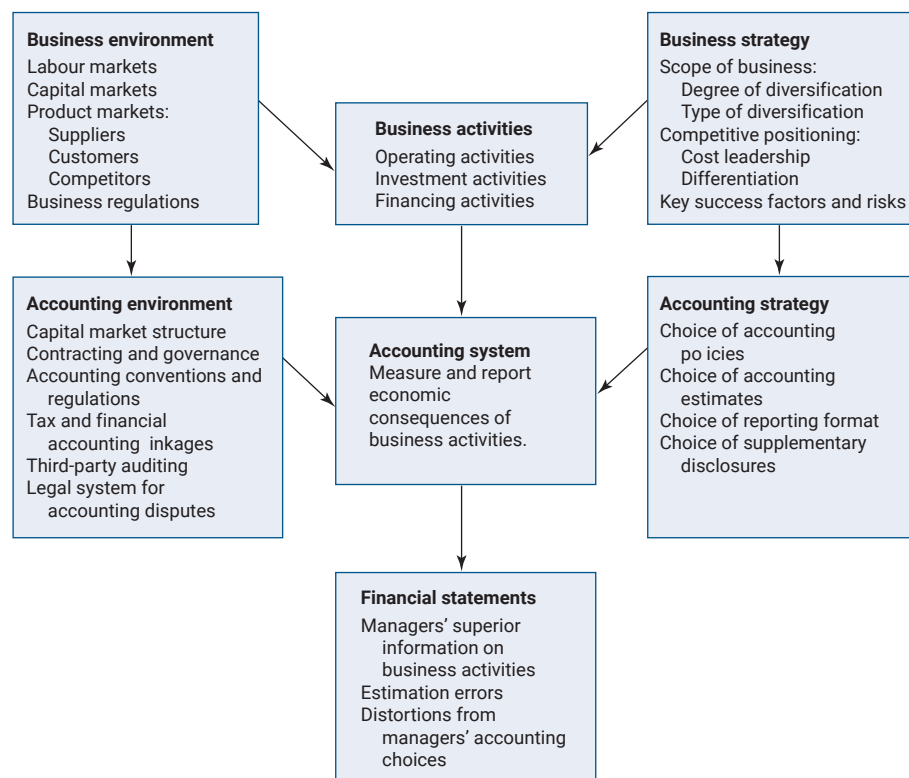 Business environment
Labour markets
Capital markets
Product markets:
Suppliers
Customers
Competitors
Business regulations
Business activities
Operating activities
Investment activities
Financing activities
Business strategy
Scope of business:
Degree of diversification
Type of diversification
Competitive positioning:
Cost leadership
Differentiation
Key success factors and risks
Accounting environment
Capital market structure
Contracting and governance
Accounting conventions and
regulations
Tax and financial
accounting inkages
Third-party auditing
Legal system for
accounting disputes
Accounting system
Measure and report
economic
consequences of
business activities.
Accounting strategy
Choice of accounting
po icies
Choice of accounting
estimates
Choice of reporting format
Choice of supplementary
disclosures
Financial statements
Managers’ superior
information on
business activities
Estimation errors
Distortions from
managers’ accounting
choices